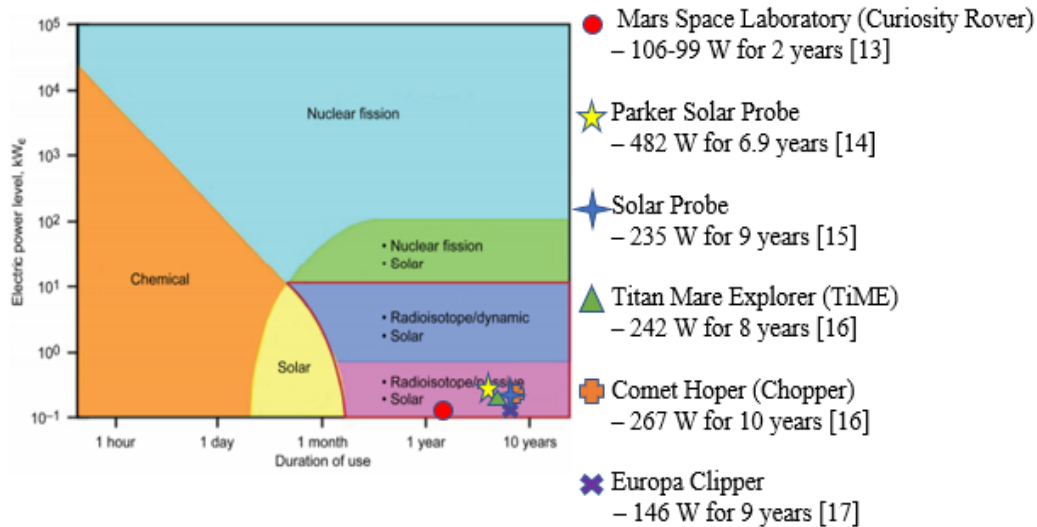 10⁵
10⁴
10³
10²
10¹
10⁰
10⁻¹
Electric power level, kWₑ
Nuclear fission
Chemical
• Nuclear fission
• Solar
• Radioisotope/dynamic
• Solar
Solar
• Radioisotope/passive
• Solar
1 hour
1 day
1 month
1 year
10 years
Duration of use
Mars Space Laboratory (Curiosity Rover)
– 106-99 W for 2 years [13]
Parker Solar Probe
– 482 W for 6.9 years [14]
Solar Probe
– 235 W for 9 years [15]
Titan Mare Explorer (TiME)
– 242 W for 8 years [16]
Comet Hoper (Chopper)
– 267 W for 10 years [16]
Europa Clipper
– 146 W for 9 years [17]